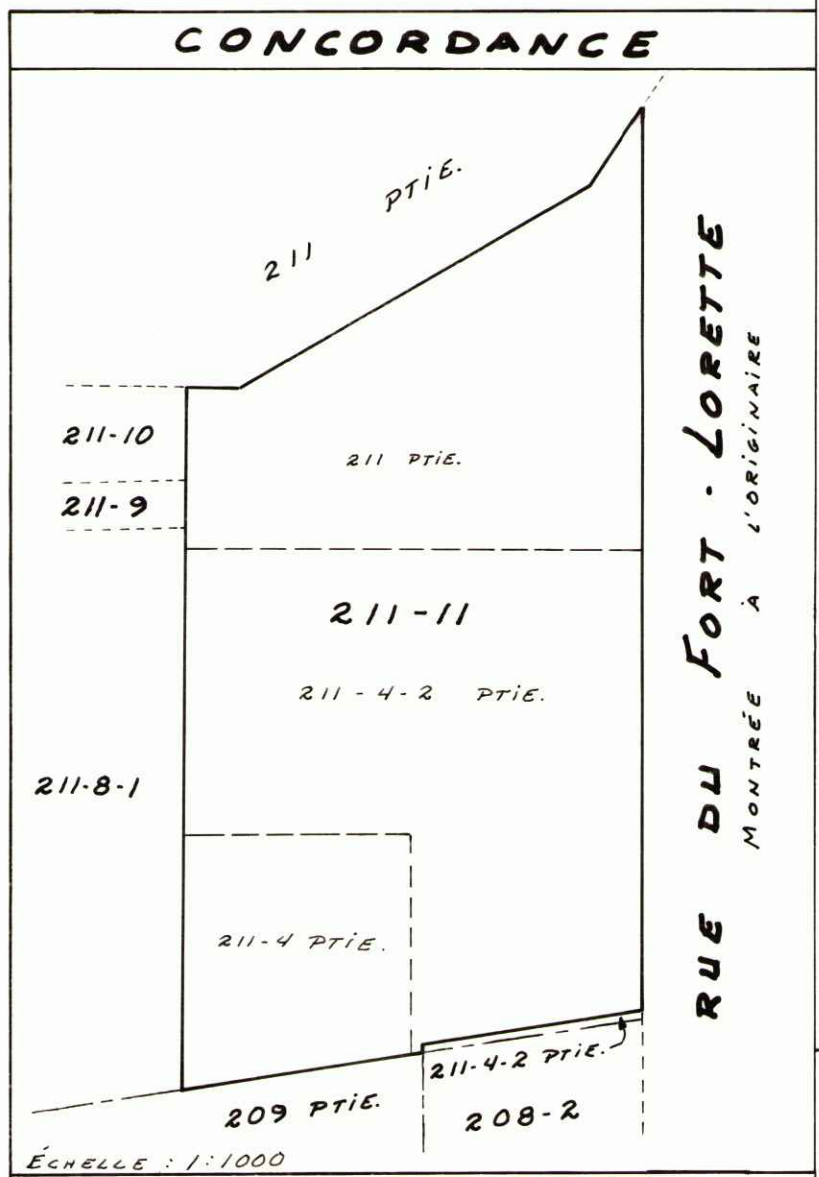 CONCORDANCE
211 PTIE.
211-10
211 PTIE.
211-9
211-11
211-4-2 PTIE.
211-8-1
211-4 PTIE.
211-4-2 PTIE.
209 PTIE.
208-2
RUE DU FORT-LORETTE
MONTRÉE À L'ORIGINAIRE
ÉCHELLE : 1:1000